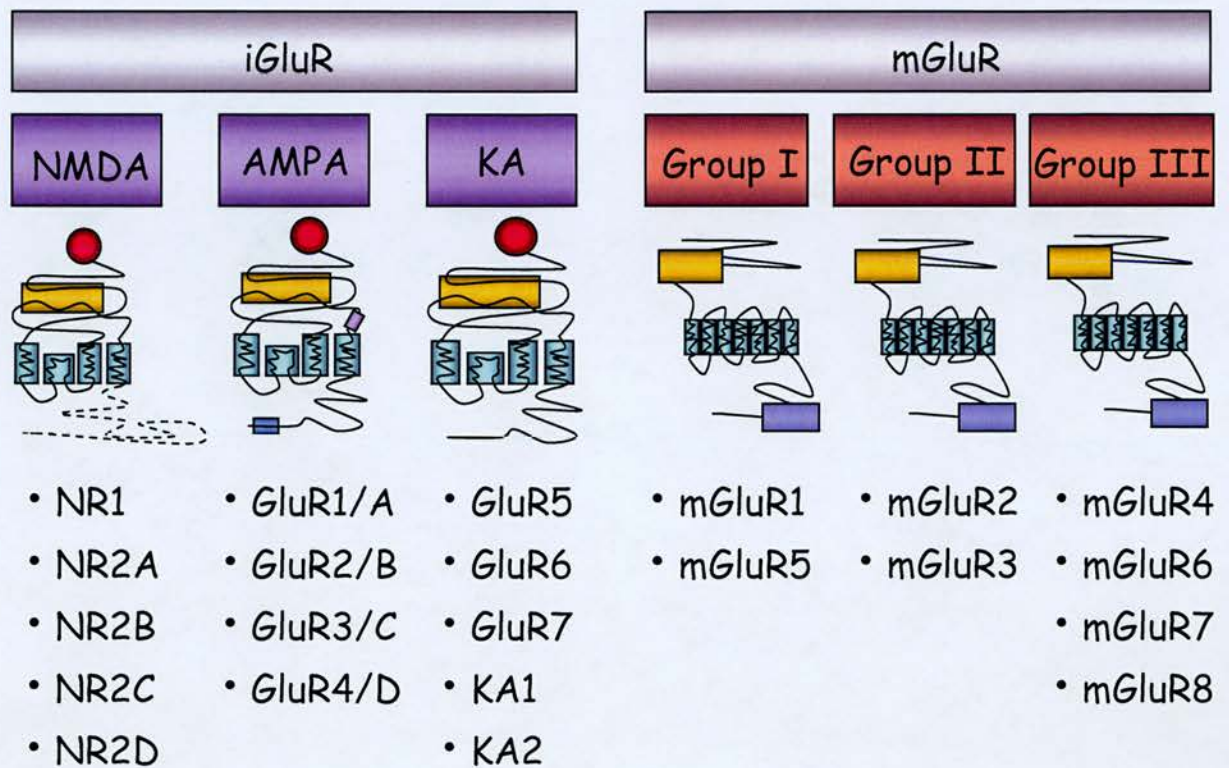 iGluR
mGluR
NMDA
AMPA
KA
Group I
Group II
Group III
• NR1
• NR2A
• NR2B
• NR2C
• NR2D
• GluR1/A
• GluR2/B
• GluR3/C
• GluR4/D
• GluR5
• GluR6
• GluR7
• KA1
• KA2
• mGluR1
• mGluR5
• mGluR2
• mGluR3
• mGluR4
• mGluR6
• mGluR7
• mGluR8